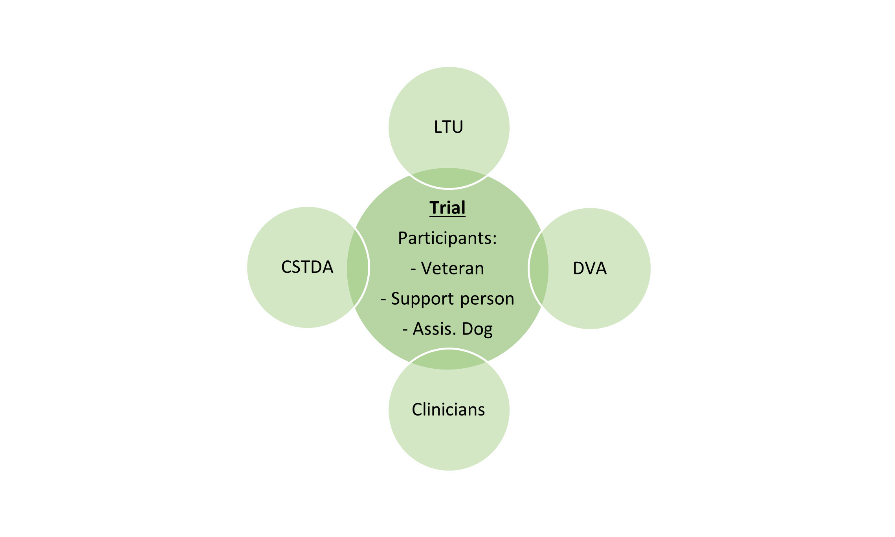 LTU
Trial
Participants:
- Veteran
- Support person
- Assis. Dog
CSTDA
DVA
Clinicians